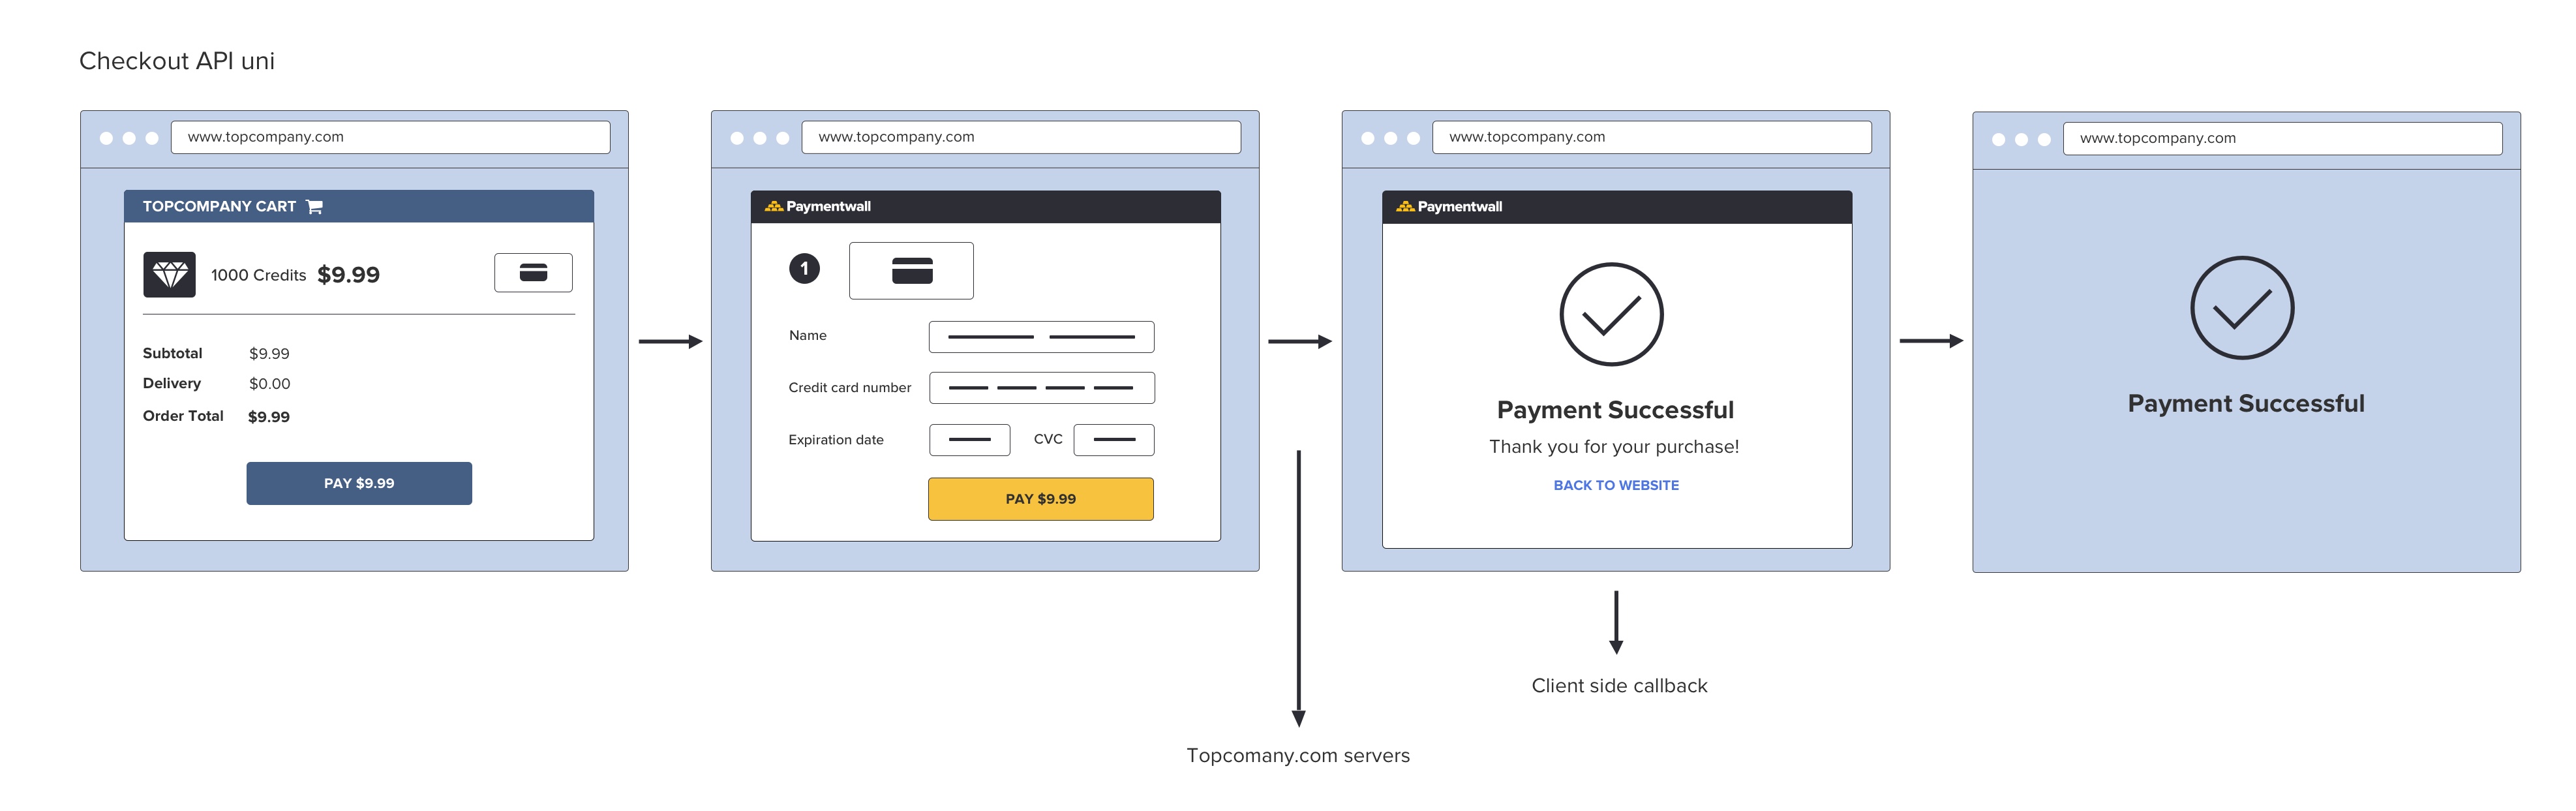 Checkout API uni
www.topcompany.com
TOPCOMPANY CART
1000 Credits $9.99
Subtotal $9.99
Delivery $0.00
Order Total $9.99
PAY $9.99
www.topcompany.com
Paymentwall
1
Name
Credit card number
Expiration date CVC
PAY $9.99
www.topcompany.com
Paymentwall
Payment Successful
Thank you for your purchase!
BACK TO WEBSITE
www.topcompany.com
Payment Successful
Client side callback
Topcomany.com servers